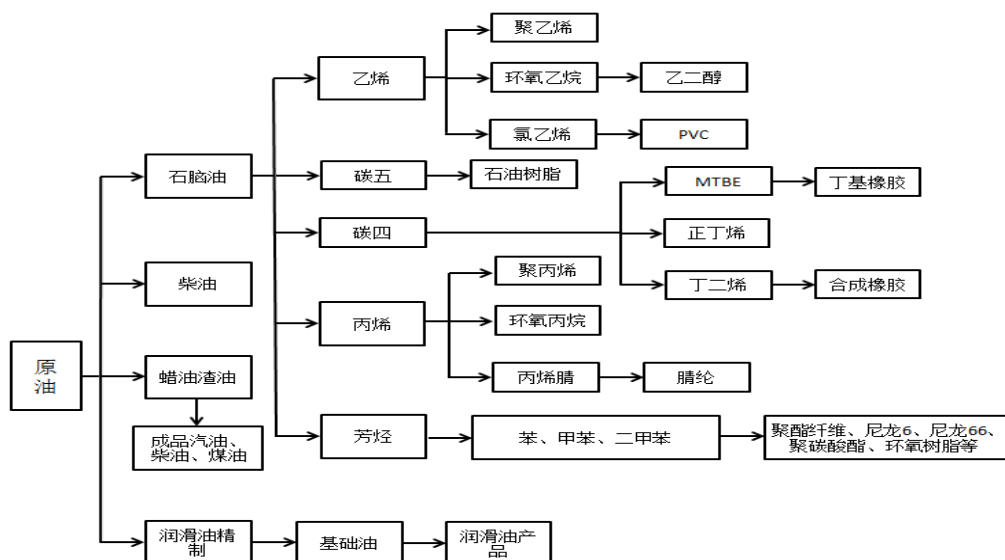 聚乙烯
乙烯
环氧乙烷
乙二醇
氯乙烯
PVC
石脑油
碳五
石油树脂
MTBE
丁基橡胶
碳四
正丁烯
聚丙烯
柴油
丁二烯
合成橡胶
丙烯
环氧丙烷
原
油
蜡油渣油
丙烯腈
腈纶
成品汽油、
柴油、煤油
芳烃
苯、甲苯、二甲苯
聚酯纤维、尼龙6、尼龙66、
聚碳酸酯、环氧树脂等
润滑油精
制
基础油
润滑油产
品